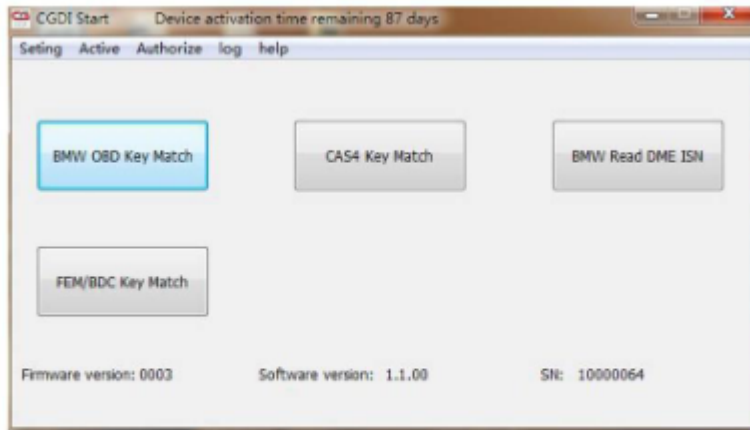 CGDI Start Device activation time remaining 87 days
Seting Active Authorize log help
BMW OBD Key Match CAS4 Key Match BMW Read DME ISN
FEM/BDC Key Match
Firmware version: 0003 Software version: 1.1.00 SN: 10000064